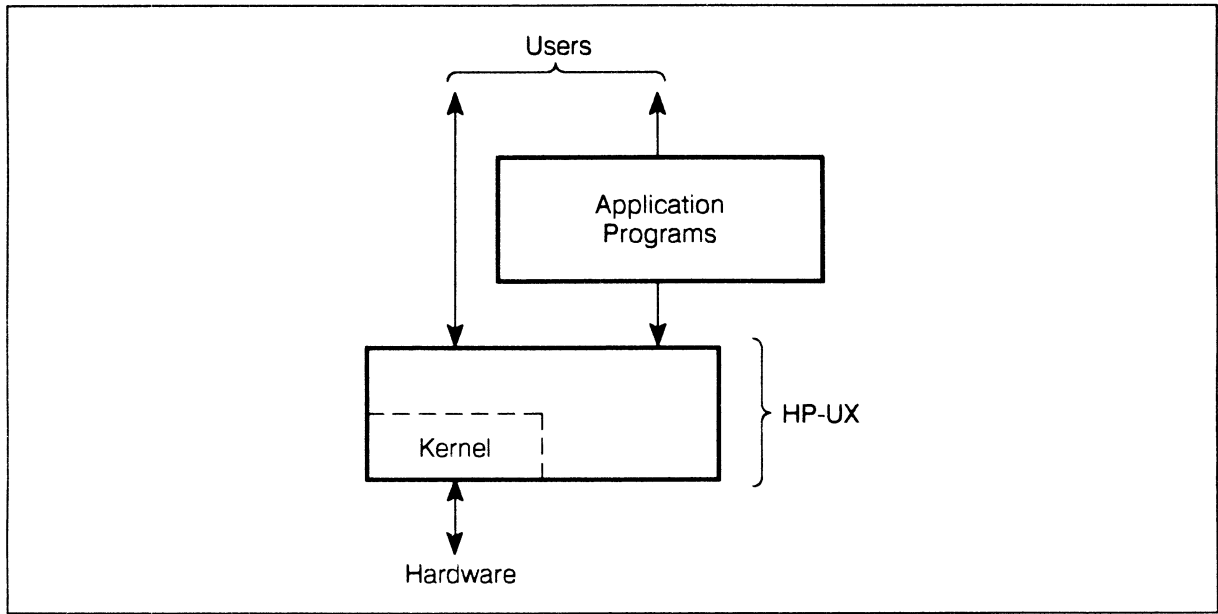 Users
Application
Programs
HP-UX
Kernel
Hardware